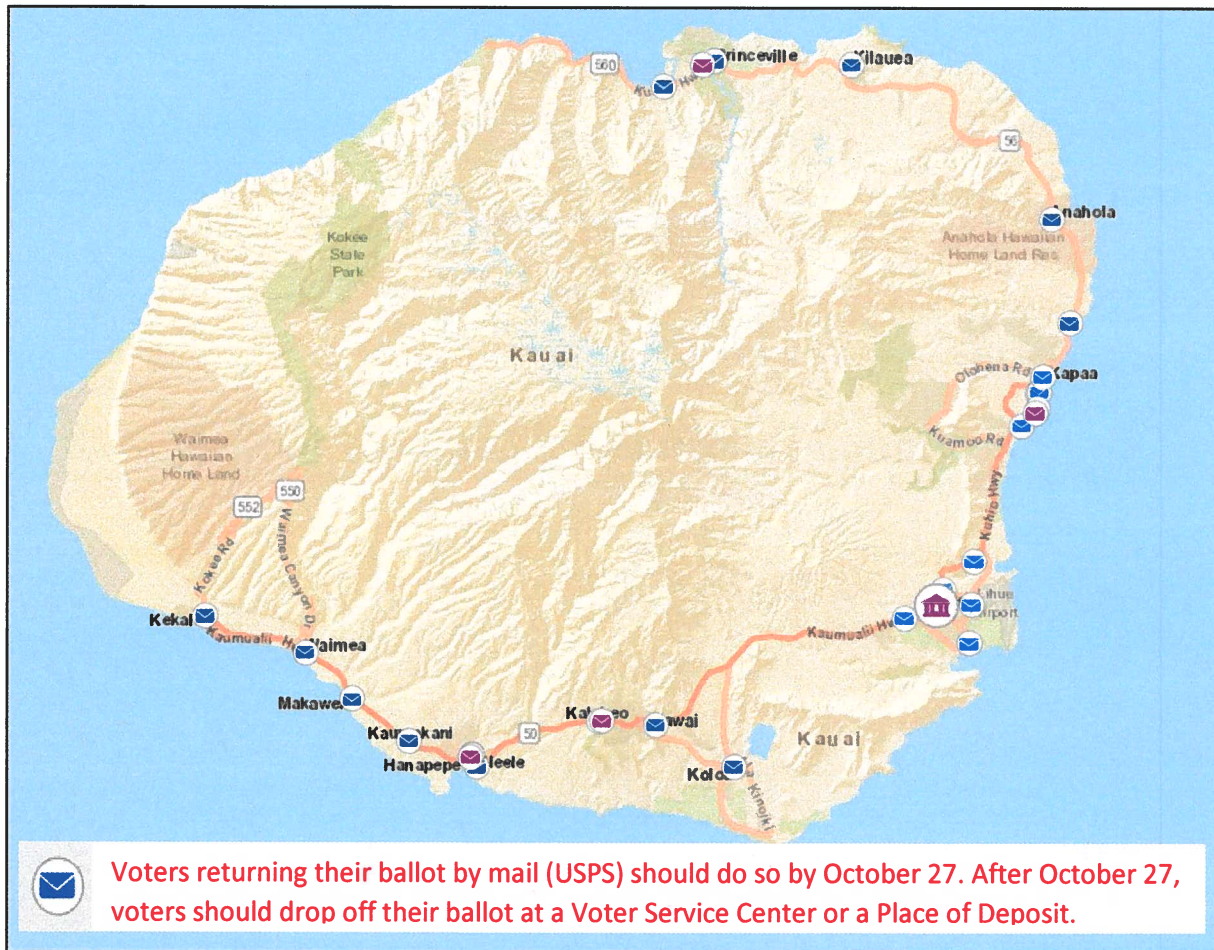 560
Princeville
Kilauea
56
Anahola
Anahola Hawaiian
Home Land Res
Kokee
State
Park
Kauai
Olohena Rd
Kapaa
Kuamoo Rd
Waimea
Hawaiian
Home Land
550
552
Kuhio Hwy
Waimea Canyon Dr
Kokee Rd
Lihue
Airport
Kekaha
Kaumualii
Waimea
Kaumualii Hwy
Makaweli
Kaumakani
50
Kalaheo
Lawai
Hanapepe
Eleele
Koloa
Kauai
Voters returning their ballot by mail (USPS) should do so by October 27. After October 27,
voters should drop off their ballot at a Voter Service Center or a Place of Deposit.